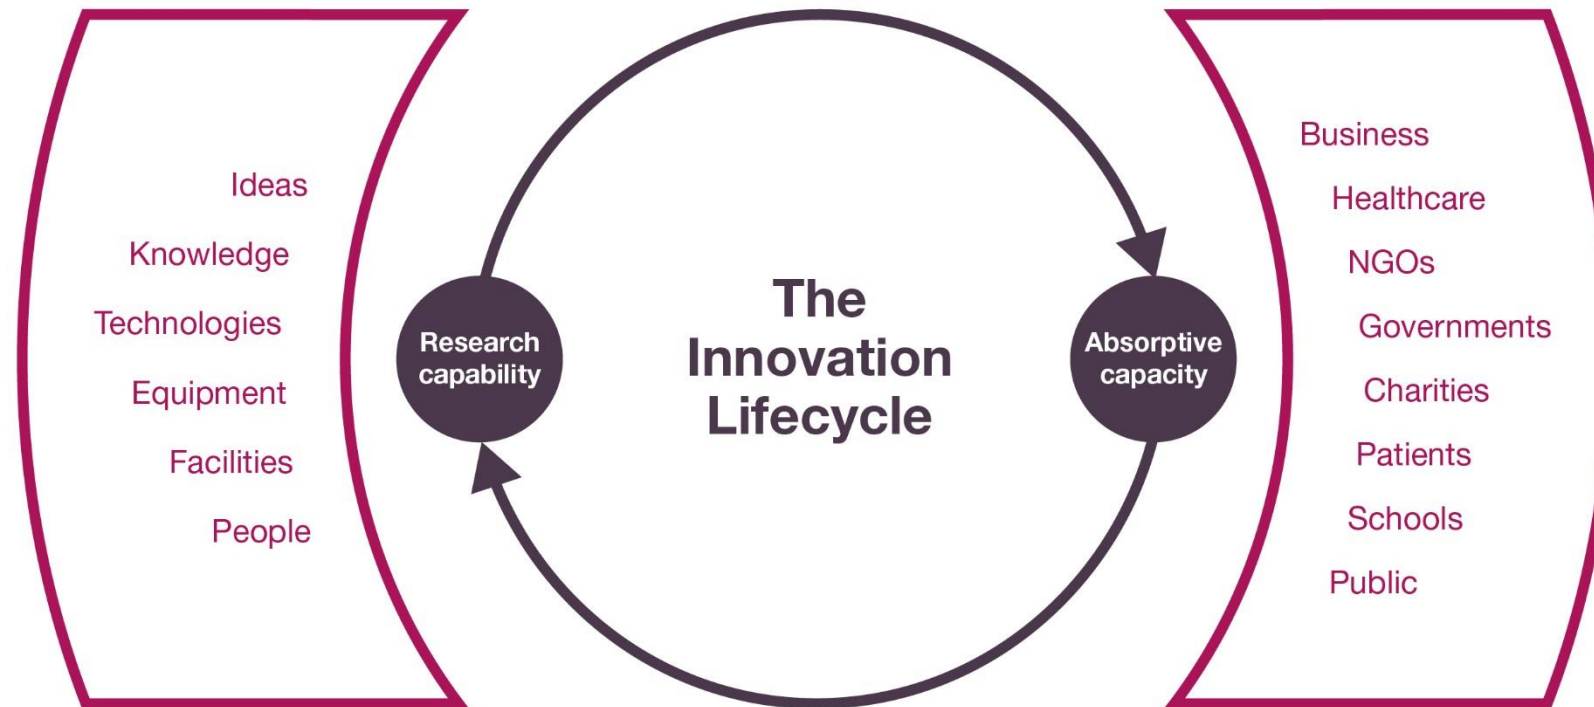 Ideas
Knowledge
Technologies
Equipment
Facilities
People
Research
capability
The
Innovation
Lifecycle
Absorptive
capacity
Business
Healthcare
NGOs
Governments
Charities
Patients
Schools
Public